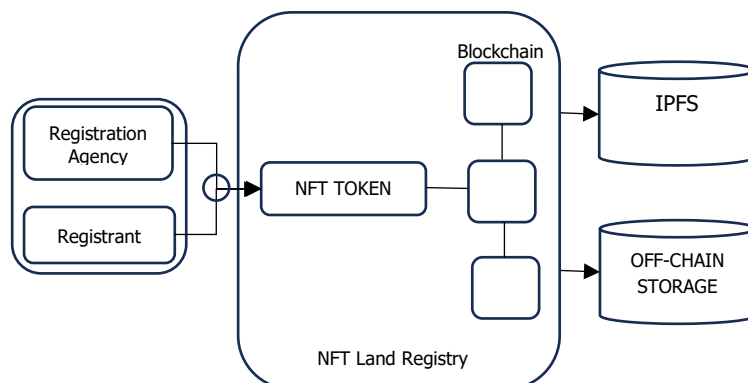 Blockchain
IPFS
Registration
Agency
NFT TOKEN
Registrant
OFF-CHAIN
STORAGE
NFT Land Registry